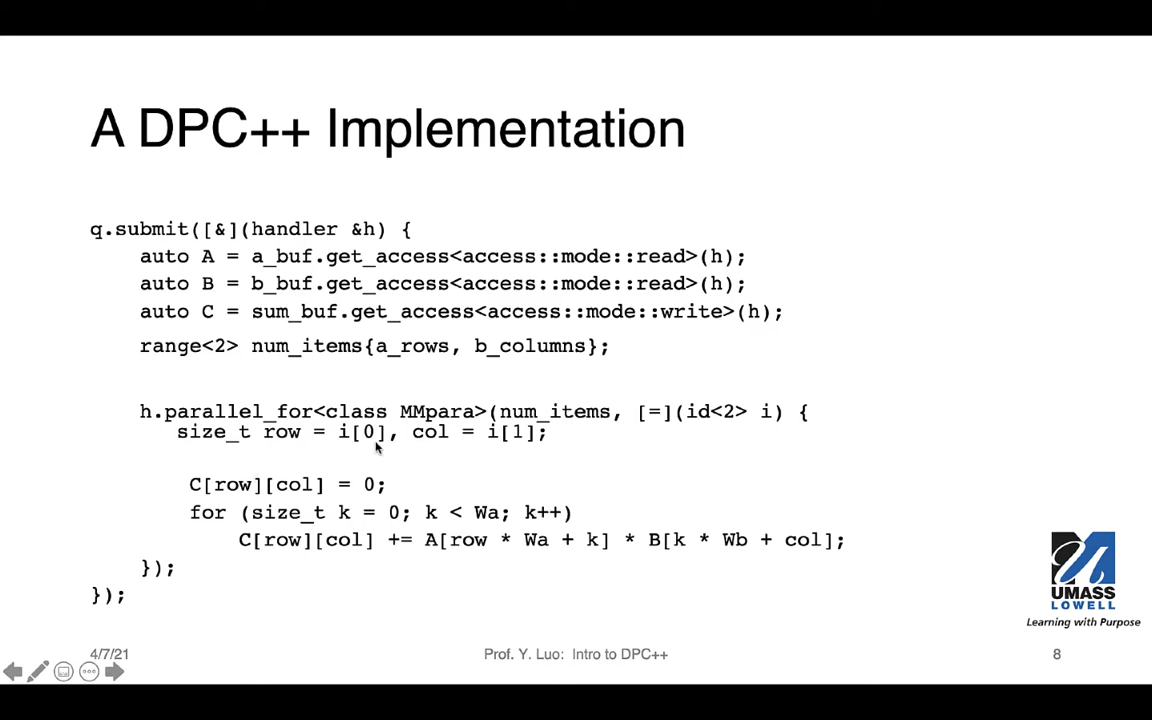 A DPC++ Implementation
q.submit([&](handler &h) {
auto A = a_buf.get_access<access::mode::read>(h);
auto B = b_buf.get_access<access::mode::read>(h);
auto C = sum_buf.get_access<access::mode::write>(h);
range<2> num_items{a_rows, b_columns};
h.parallel_for<class MMpara>(num_items, [=](id<2> i) {
size_t row = i[0], col = i[1];
C[row][col] = 0;
for (size_t k = 0; k < Wa; k++)
C[row][col] += A[row * Wa + k] * B[k * Wb + col];
});
});
UMASS
LOWELL
Learning with Purpose
4/7/21
Prof. Y. Luo: Intro to DPC++
8